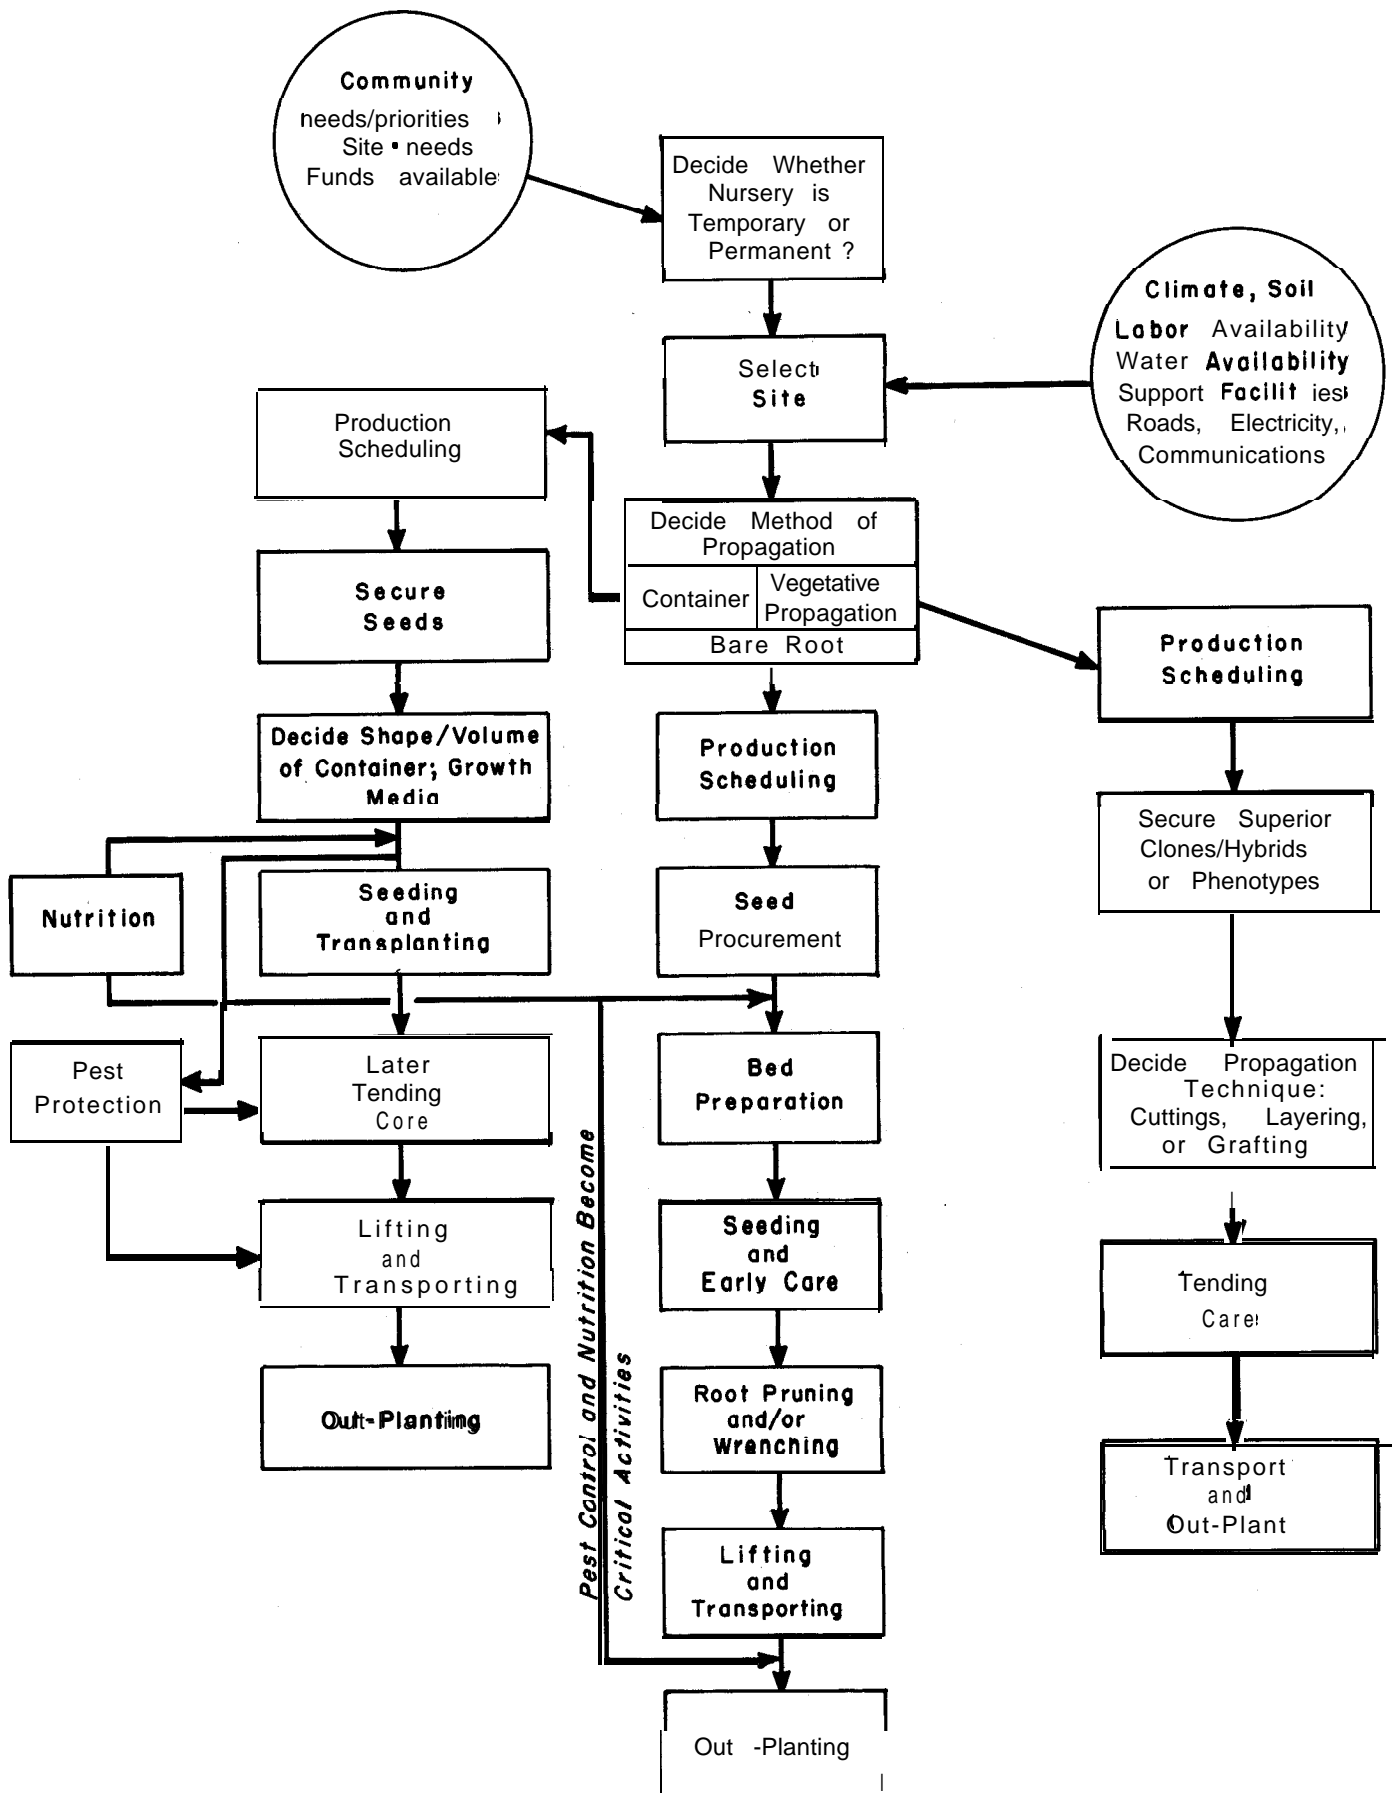 Community
needs/priorities
Site • needs
Funds available
Decide Whether
Nursery is
Temporary or
Permanent ?
Climate, Soil
Labor Availability
Water Availability
Support Facilit ies
Roads, Electricity,
Communications
Select
Site
Production
Scheduling
Decide Method of
Propagation
Container
Vegetative
Propagation
Bare Root
Secure
Seeds
Production
Scheduling
Decide Shape/Volume
of Container; Growth
Media
Production
Scheduling
Secure Superior
Clones/Hybrids
or Phenotypes
Nutrition
Seeding
and
Transplanting
Seed
Procurement
Pest
Protection
Later
Tending
Core
Bed
Preparation
Decide Propagation
Technique:
Cuttings, Layering,
or Grafting
Pest Control and Nutrition Become
Critical Activities
Lifting
and
Transporting
Seeding
and
Early Care
Tending
Care
Out-Planting
Root Pruning
and/or
Wrenching
Transport
and
Out-Plant
Lifting
and
Transporting
Out -Planting